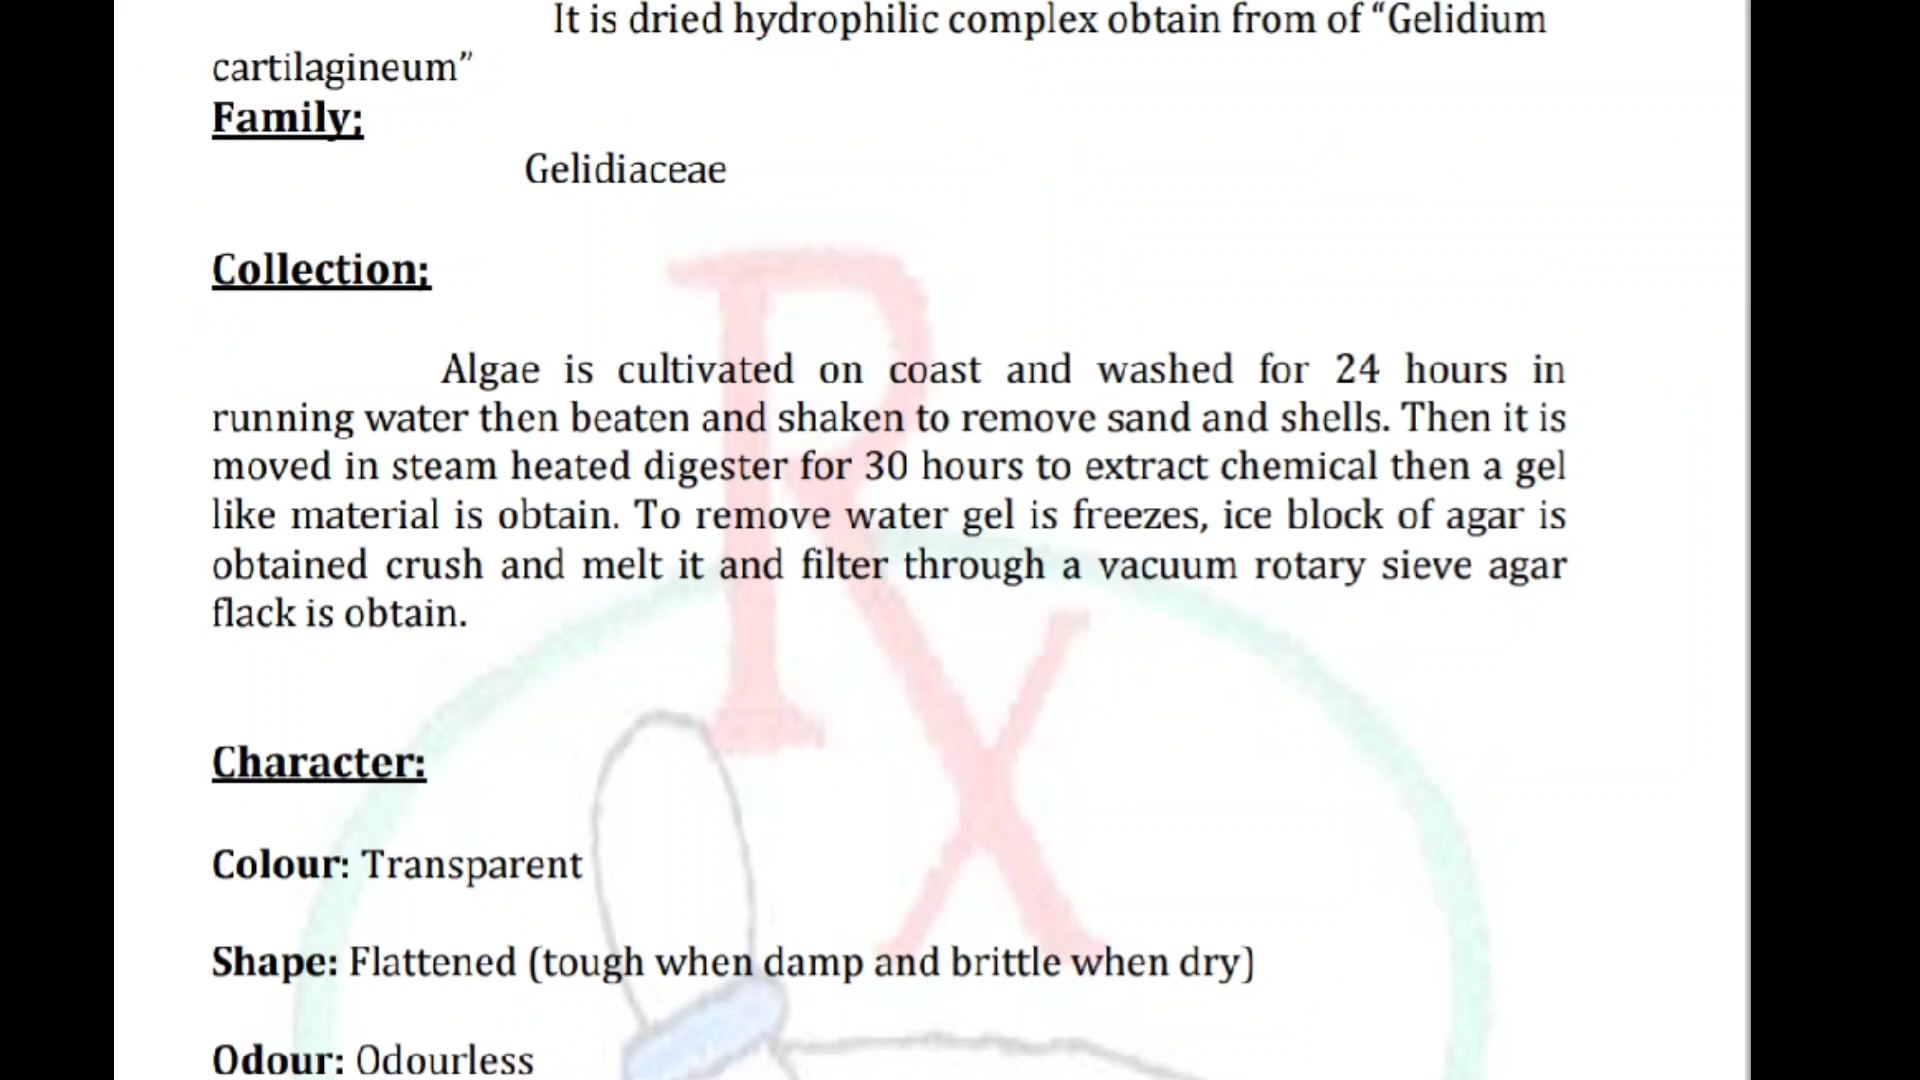 It is dried hydrophilic complex obtain from of “Gelidium
cartilagineum”
Family;
Gelidiaceae
Collection;
Algae is cultivated on coast and washed for 24 hours in
running water then beaten and shaken to remove sand and shells. Then it is
moved in steam heated digester for 30 hours to extract chemical then a gel
like material is obtain. To remove water gel is freezes, ice block of agar is
obtained crush and melt it and filter through a vacuum rotary sieve agar
flack is obtain.
Character:
Colour: Transparent
Shape: Flattened (tough when damp and brittle when dry)
Odour: Odourless
Rx